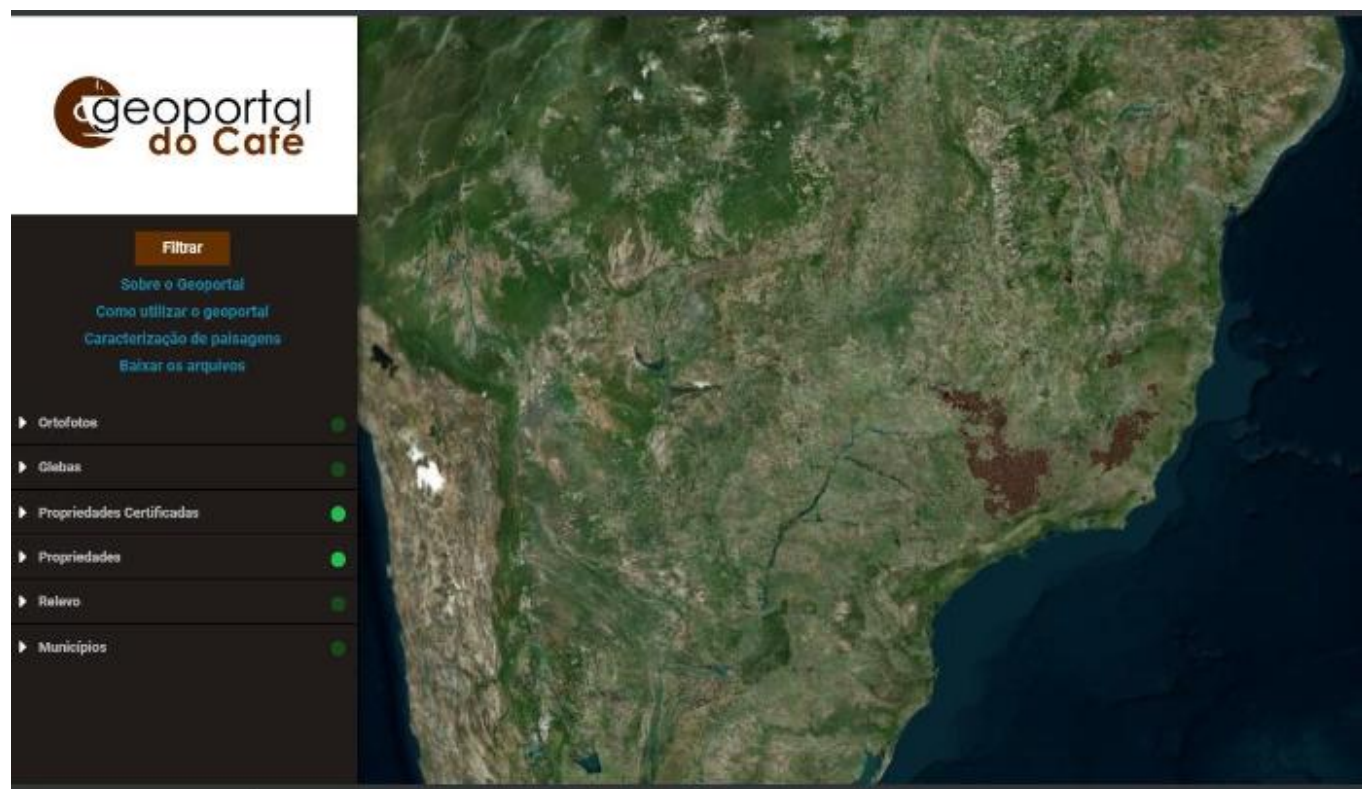 geoportal
do Café
Filtrar
Sobre o Geoportal
Como utilizar o geoportal
Caracterização de paisagens
Baixar os arquivos
Ortofotos
Glebas
Propriedades Certificadas
Propriedades
Relevo
Municípios